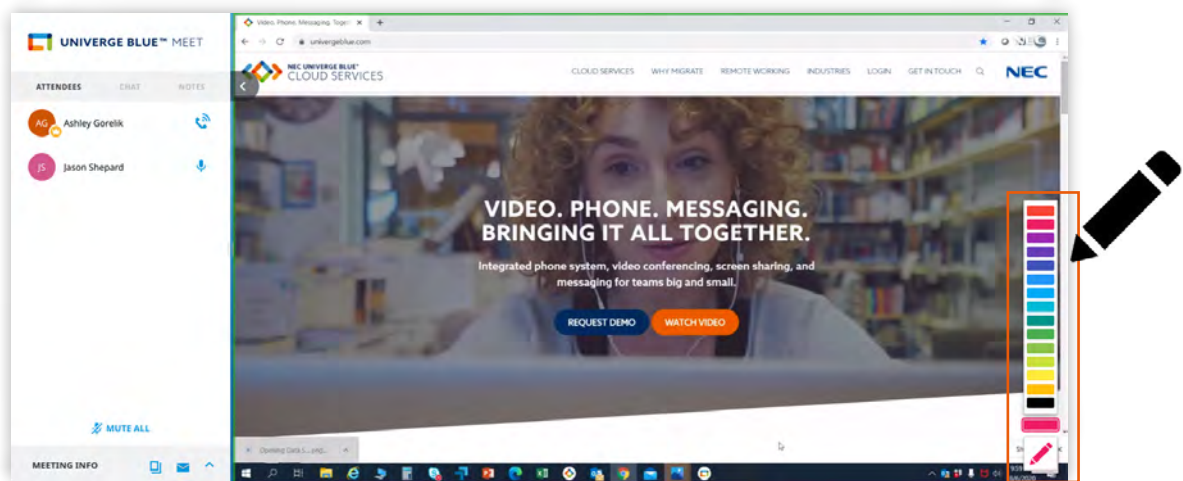 UNIVERGE BLUE™ MEET
ATTENDEES CHAT NOTES
AG Ashley Gorelik
JS Jason Shepard
MUTE ALL
MEETING INFO
Video. Phone. Messaging. Toget
univergeblue.com
NEC UNIVERGE BLUE®
CLOUD SERVICES
CLOUD SERVICES WHY MIGRATE REMOTE WORKING INDUSTRIES LOGIN GET IN TOUCH
NEC
VIDEO. PHONE. MESSAGING.
BRINGING IT ALL TOGETHER.
Integrated phone system, video conferencing, screen sharing, and
messaging for teams big and small.
REQUEST DEMO WATCH VIDEO